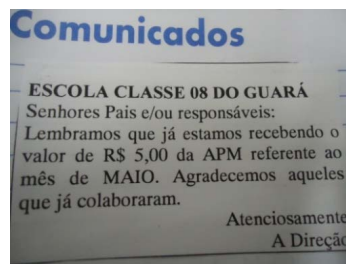 Comunicados
ESCOLA CLASSE 08 DO GUARÁ
Senhores Pais e/ou responsáveis:
Lembramos que já estamos recebendo o
valor de R$ 5,00 da APM referente ao
mês de MAIO. Agradecemos aqueles
que já colaboraram.
Atenciosamente
A Direção